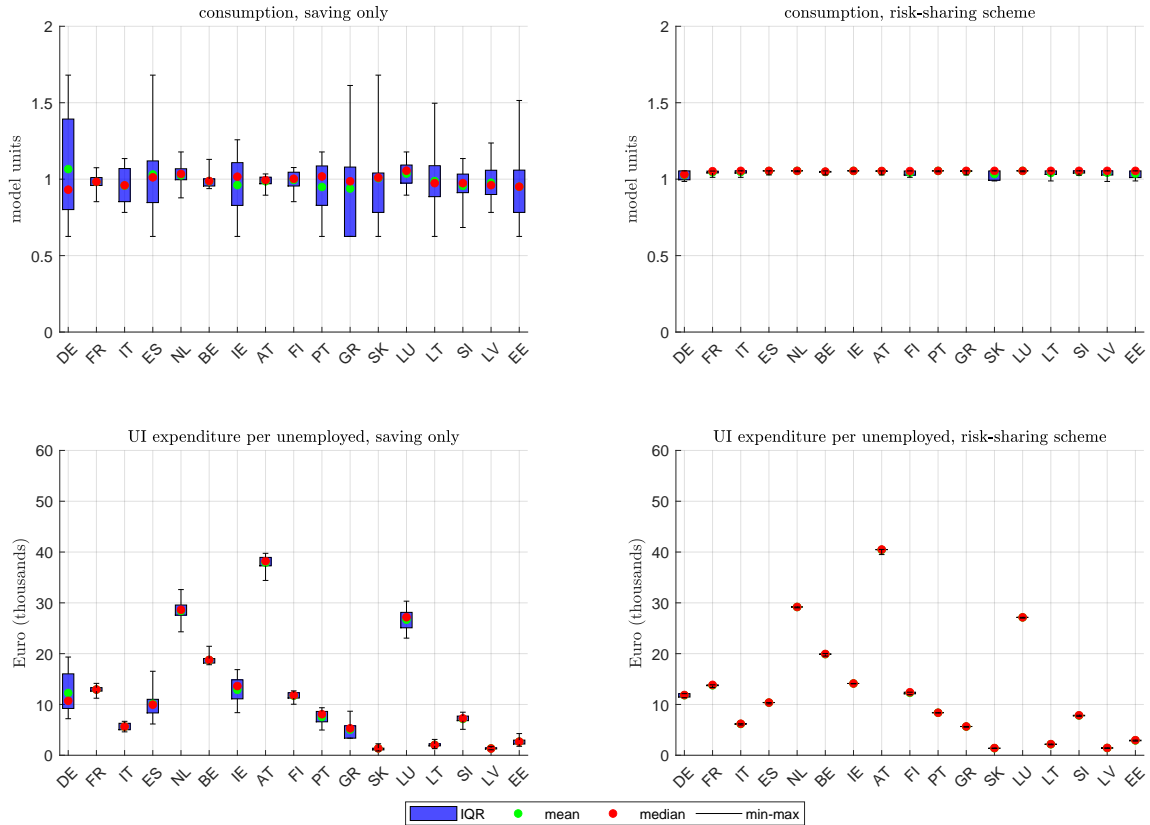 consumption, saving only
model units
2
1.5
1
0.5
0
DE FR IT ES NL BE IE AT FI PT GR SK LU LT SI LV EE
consumption, risk-sharing scheme
model units
2
1.5
1
0.5
0
DE FR IT ES NL BE IE AT FI PT GR SK LU LT SI LV EE
UI expenditure per unemployed, saving only
Euro (thousands)
60
50
40
30
20
10
0
DE FR IT ES NL BE IE AT FI PT GR SK LU LT SI LV EE
UI expenditure per unemployed, risk-sharing scheme
Euro (thousands)
60
50
40
30
20
10
0
DE FR IT ES NL BE IE AT FI PT GR SK LU LT SI LV EE
IQR mean median min-max